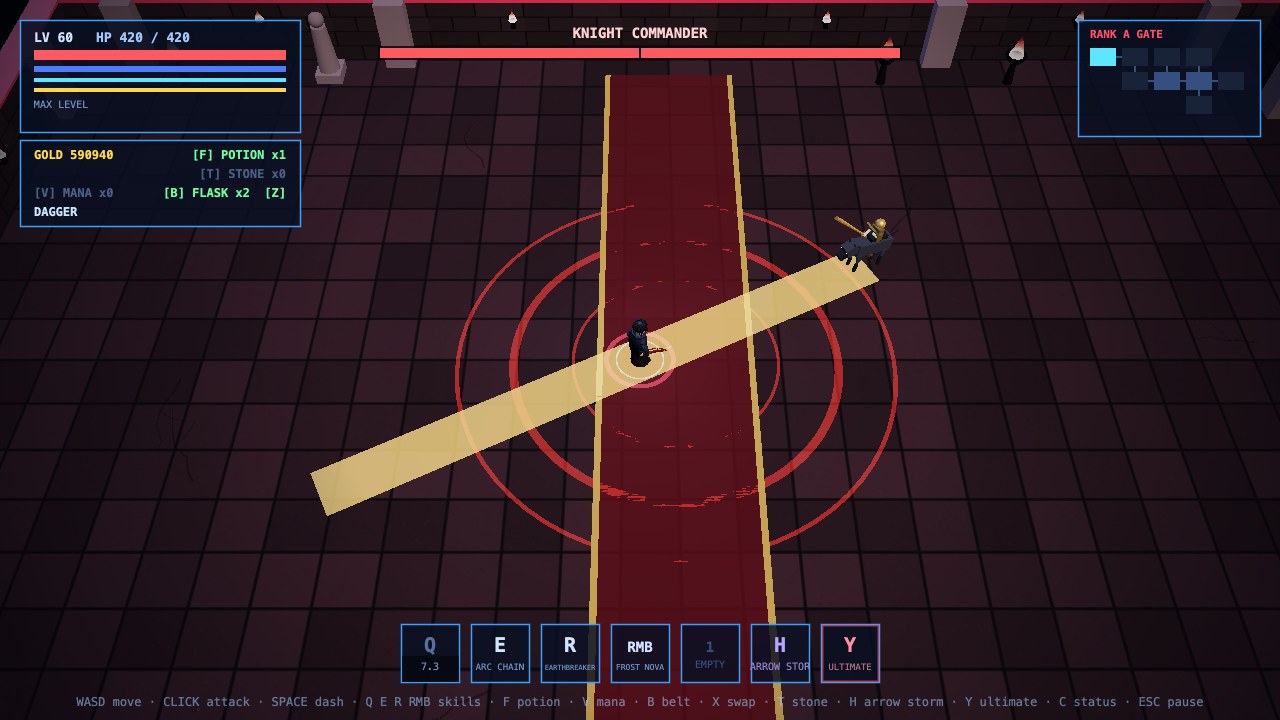 LV 60 HP 420 / 420
MAX LEVEL
GOLD 590940 [F] POTION x1
[T] STONE x0
[V] MANA x0 [B] FLASK x2 [Z]
DAGGER
KNIGHT COMMANDER
RANK A GATE
Q
7.3
E
ARC CHAIN
R
EARTHBREAKER
RMB
FROST NOVA
1
EMPTY
H
ARROW STOR
Y
ULTIMATE
WASD move · CLICK attack · SPACE dash · Q E R RMB skills · F potion · V mana · B belt · X swap · T stone · H arrow storm · Y ultimate · C status · ESC pause